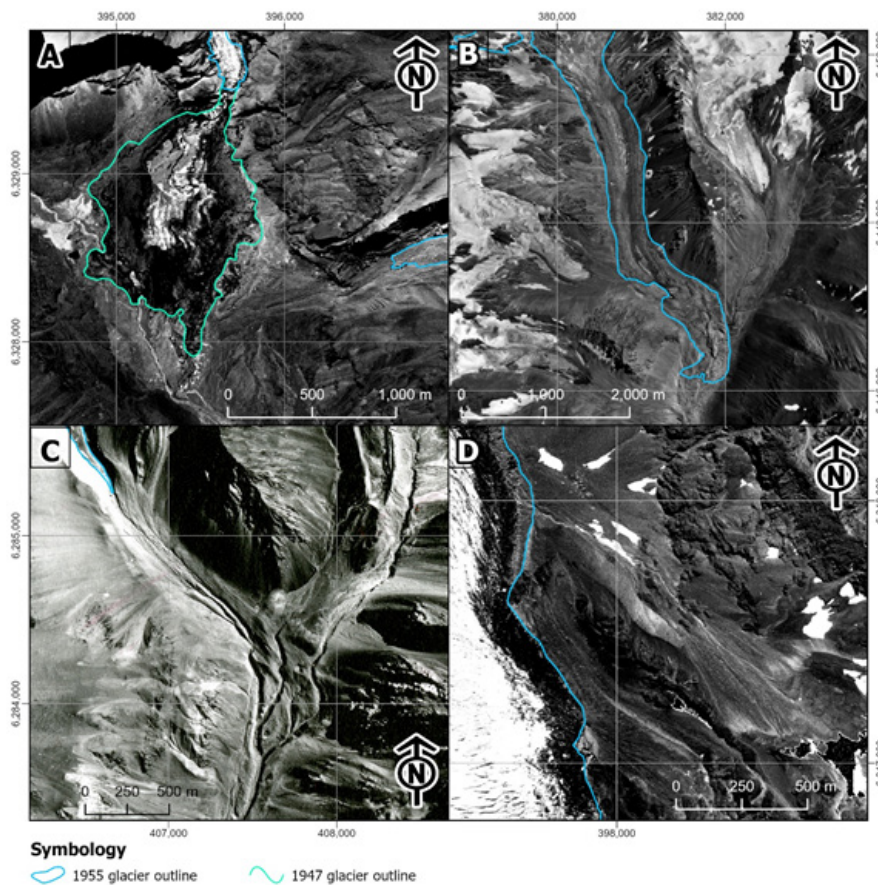 395,000 396,000
380,000 382,000
A
N
B
N
6,329,000
6,328,000
0 500 1,000 m
0 1,000 2,000 m
C
D
N
6,285,000
6,284,000
N
0 250 500 m
0 250 500 m
407,000 408,000
398,000
Symbology
1955 glacier outline 1947 glacier outline